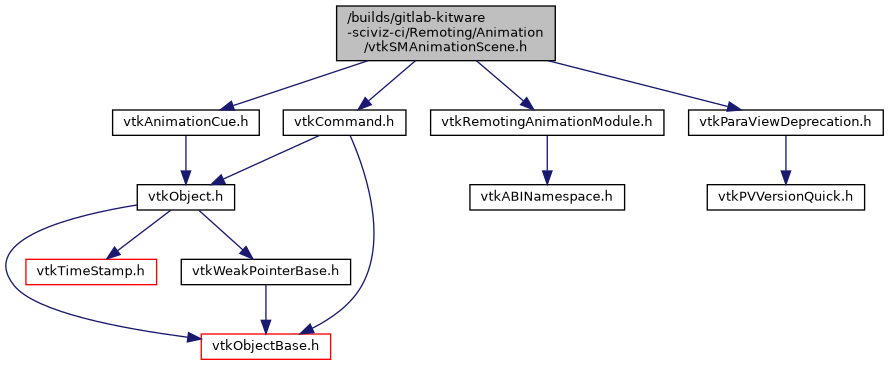 /builds/gitlab-kitware
-sciviz-ci/Remoting/Animation
/vtkSMAnimationScene.h
vtkAnimationCue.h
vtkCommand.h
vtkRemotingAnimationModule.h
vtkParaViewDeprecation.h
vtkObject.h
vtkABINamespace.h
vtkPVVersionQuick.h
vtkTimeStamp.h
vtkWeakPointerBase.h
vtkObjectBase.h